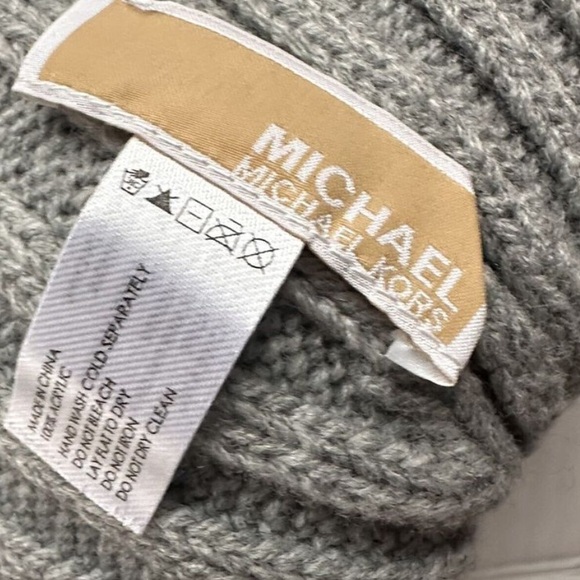 MICHAEL
MICHAEL KORS
MADE IN CHINA
100% ACRYLIC
HAND WASH COLD SEPARATELY
DO NOT BLEACH
LAY FLAT TO DRY
DO NOT IRON
DO NOT DRY CLEAN